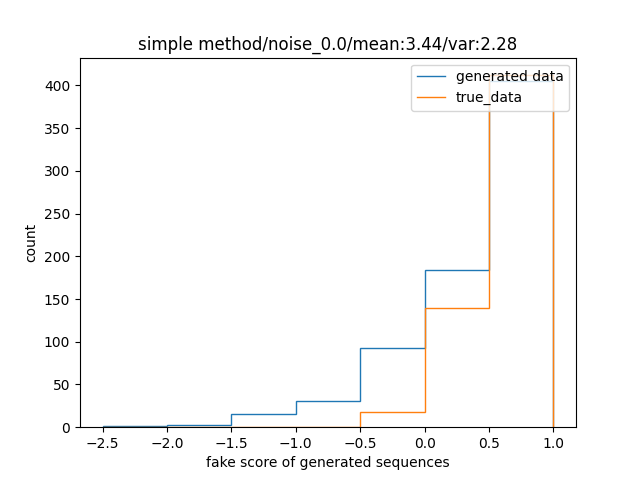 simple method/noise_0.0/mean:3.44/var:2.28
generated data
true_data
count
400
350
300
250
200
150
100
50
0
−2.5 −2.0 −1.5 −1.0 −0.5 0.0 0.5 1.0
fake score of generated sequences